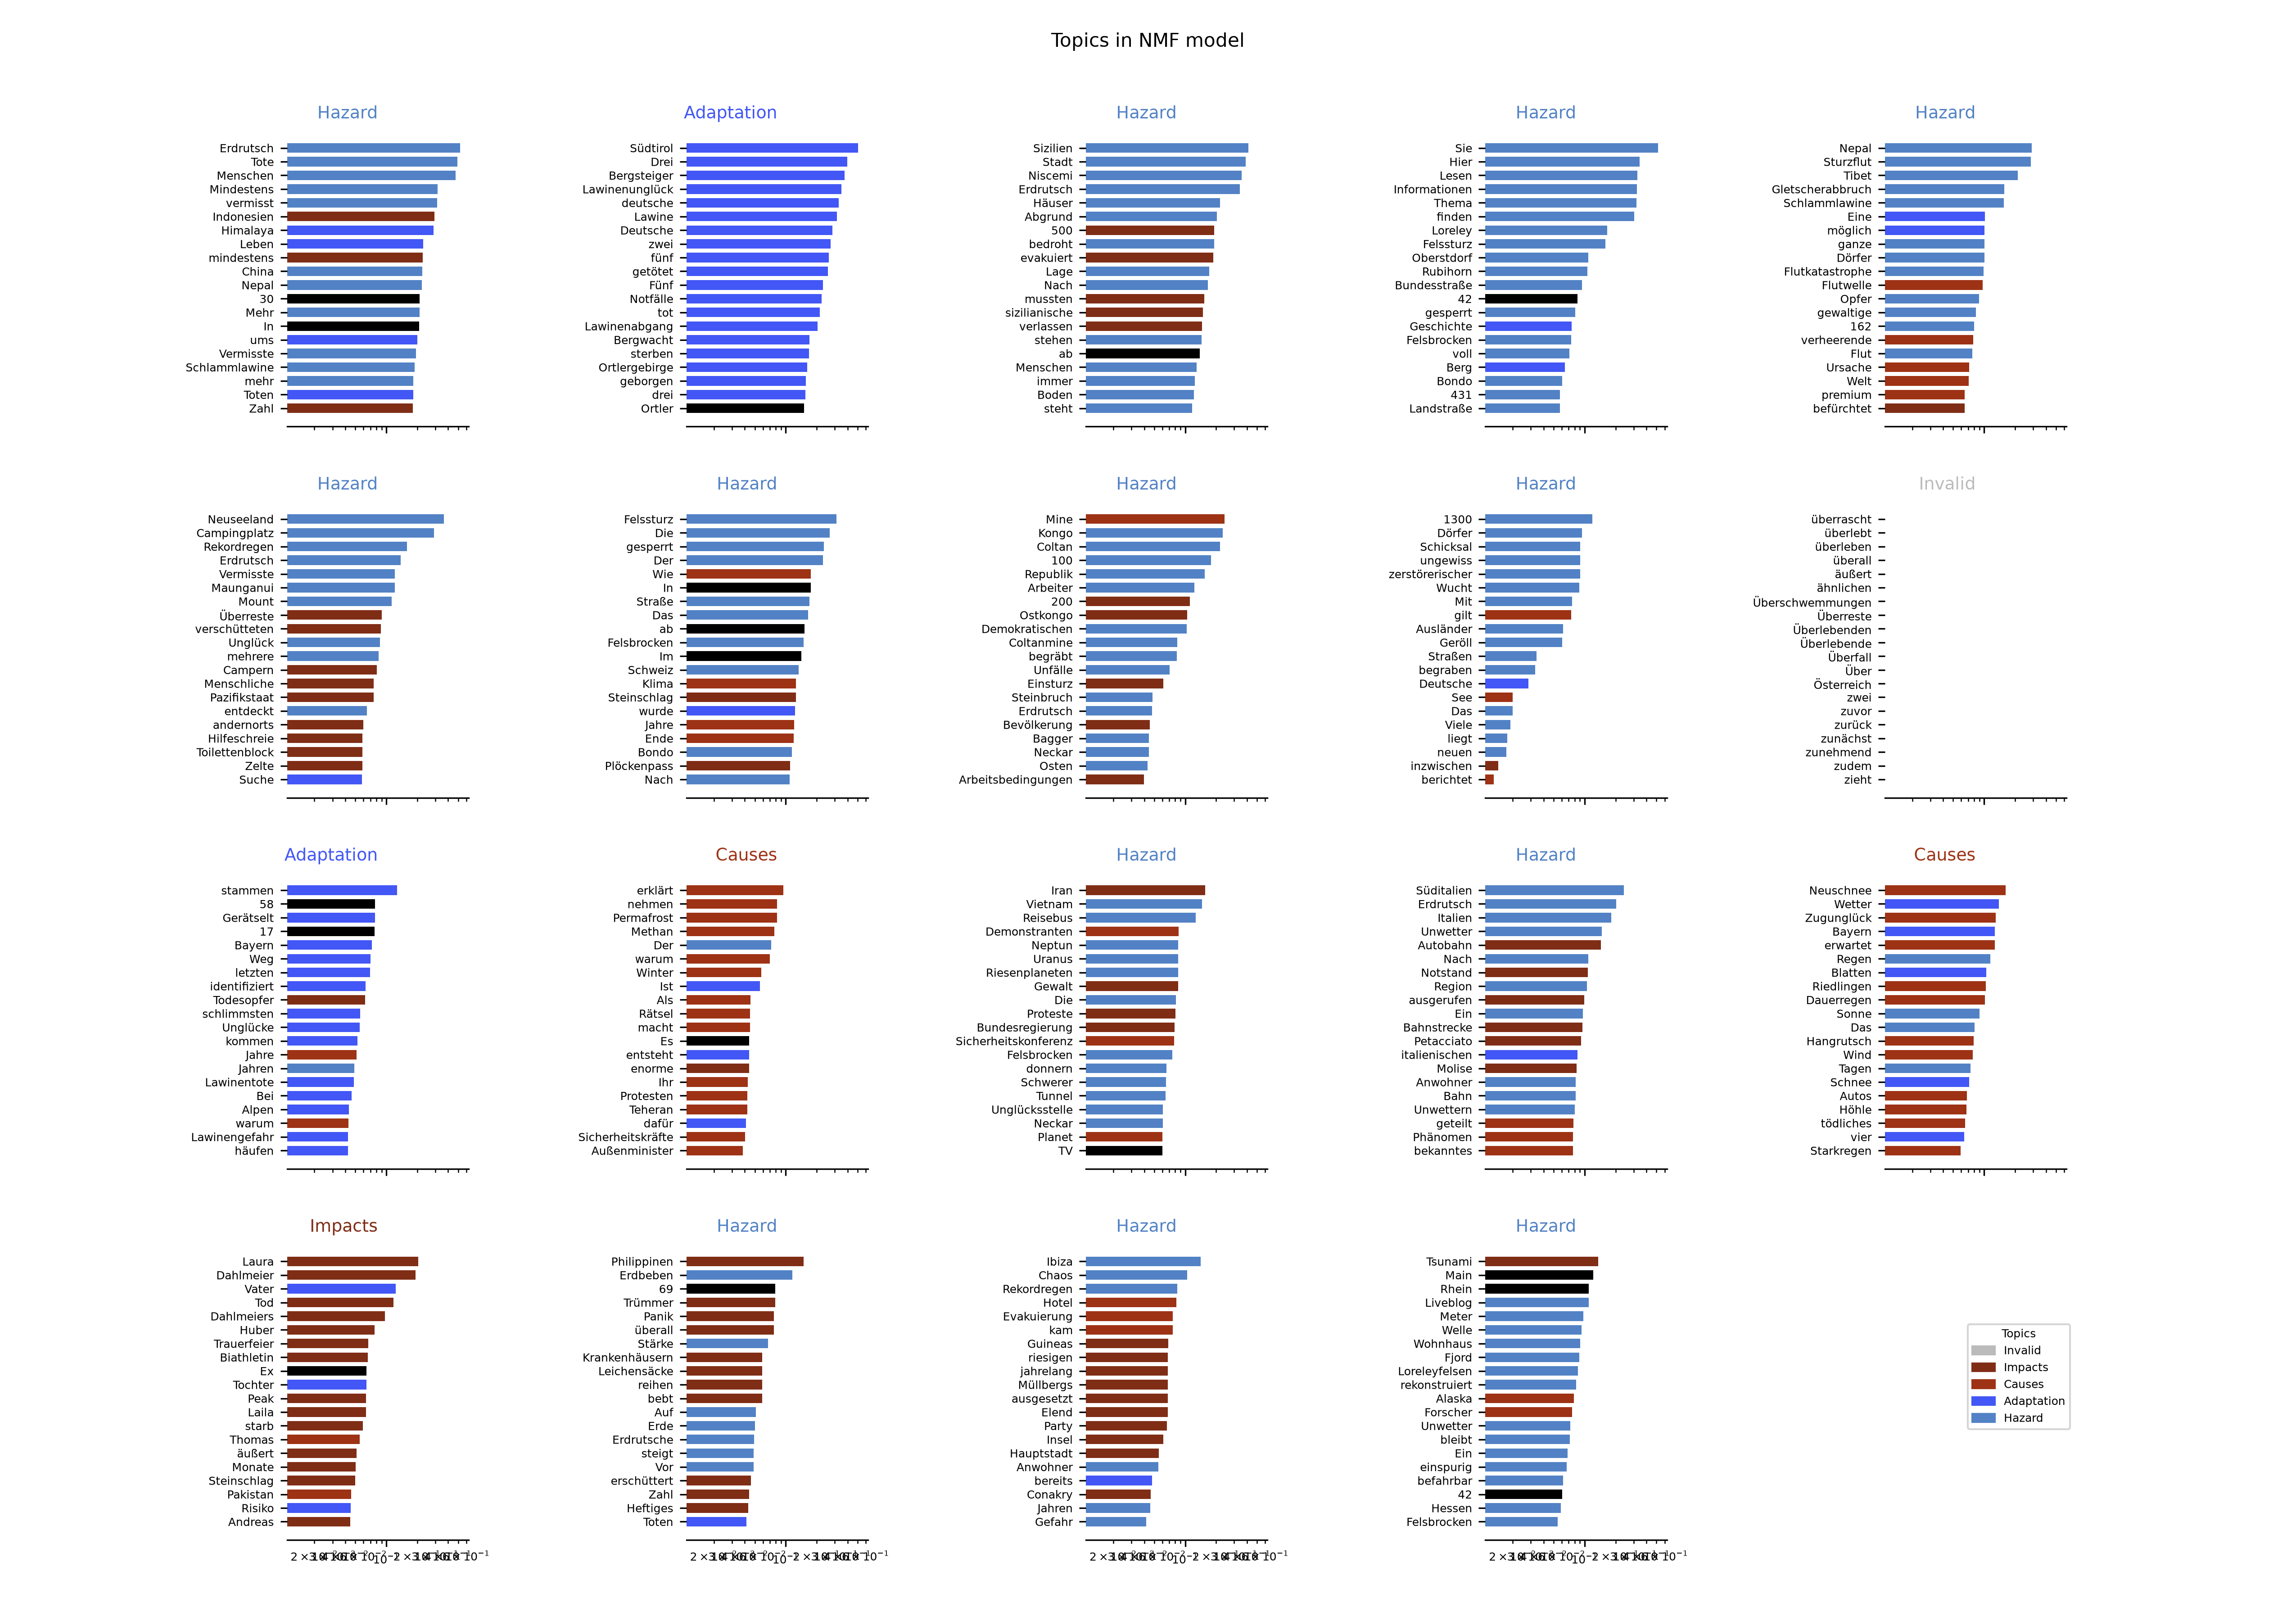 Topics in NMF model
Hazard
Erdrutsch
Tote
Menschen
Mindestens
vermisst
Indonesien
Himalaya
Leben
mindestens
China
Nepal
30
Mehr
In
ums
Vermisste
Schlammlawine
mehr
Toten
Zahl
Adaptation
Südtirol
Drei
Bergsteiger
Lawinenunglück
deutsche
Lawine
Deutsche
zwei
fünf
getötet
Fünf
Notfälle
tot
Lawinenabgang
Bergwacht
sterben
Ortlergebirge
geborgen
drei
Ortler
Hazard
Sizilien
Stadt
Niscemi
Erdrutsch
Häuser
Abgrund
500
bedroht
evakuiert
Lage
Nach
mussten
sizilianische
verlassen
stehen
ab
Menschen
immer
Boden
steht
Hazard
Sie
Hier
Lesen
Informationen
Thema
finden
Loreley
Felssturz
Oberstdorf
Rubihorn
Bundesstraße
42
gesperrt
Geschichte
Felsbrocken
voll
Berg
Bondo
431
Landstraße
Hazard
Nepal
Sturzflut
Tibet
Gletscherabbruch
Schlammlawine
Eine
möglich
ganze
Dörfer
Flutkatastrophe
Flutwelle
Opfer
gewaltige
162
verheerende
Flut
Ursache
Welt
premium
befürchtet
Hazard
Neuseeland
Campingplatz
Rekordregen
Erdrutsch
Vermisste
Maunganui
Mount
Überreste
verschütteten
Unglück
mehrere
Campern
Menschliche
Pazifikstaat
entdeckt
andernorts
Hilfeschreie
Toilettenblock
Zelte
Suche
Hazard
Felssturz
Die
gesperrt
Der
Wie
In
Straße
Das
ab
Felsbrocken
Im
Schweiz
Klima
Steinschlag
wurde
Jahre
Ende
Bondo
Plöckenpass
Nach
Hazard
Mine
Kongo
Coltan
100
Republik
Arbeiter
200
Ostkongo
Demokratischen
Coltanmine
begräbt
Unfälle
Einsturz
Steinbruch
Erdrutsch
Bevölkerung
Bagger
Neckar
Osten
Arbeitsbedingungen
Hazard
1300
Dörfer
Schicksal
ungewiss
zerstörerischer
Wucht
Mit
gilt
Ausländer
Geröll
Straßen
begraben
Deutsche
See
Das
Viele
liegt
neuen
inzwischen
berichtet
Invalid
überrascht
überlebt
überleben
überall
äußert
ähnlichen
Überschwemmungen
Überreste
Überlebenden
Überlebende
Überfall
Über
Österreich
zwei
zuvor
zurück
zunächst
zunehmend
zudem
zieht
Adaptation
stammen
58
Gerätselt
17
Bayern
Weg
letzten
identifiziert
Todesopfer
schlimmsten
Unglücke
kommen
Jahre
Jahren
Lawinentote
Bei
Alpen
warum
Lawinengefahr
häufen
Causes
erklärt
nehmen
Permafrost
Methan
Der
warum
Winter
Ist
Als
Rätsel
macht
Es
entsteht
enorme
Ihr
Protesten
Teheran
dafür
Sicherheitskräfte
Außenminister
Hazard
Iran
Vietnam
Reisebus
Demonstranten
Neptun
Uranus
Riesenplaneten
Gewalt
Die
Proteste
Bundesregierung
Sicherheitskonferenz
Felsbrocken
donnern
Schwerer
Tunnel
Unglücksstelle
Neckar
Planet
TV
Hazard
Süditalien
Erdrutsch
Italien
Unwetter
Autobahn
Nach
Notstand
Region
ausgerufen
Ein
Bahnstrecke
Petacciato
italienischen
Molise
Anwohner
Bahn
Unwettern
geteilt
Phänomen
bekanntes
Causes
Neuschnee
Wetter
Zugunglück
Bayern
erwartet
Regen
Blatten
Riedlingen
Dauerregen
Sonne
Das
Hangrutsch
Wind
Tagen
Schnee
Autos
Höhle
tödliches
vier
Starkregen
Impacts
Laura
Dahlmeier
Vater
Tod
Dahlmeiers
Huber
Trauerfeier
Biathletin
Ex
Tochter
Peak
Laila
starb
Thomas
äußert
Monate
Steinschlag
Pakistan
Risiko
Andreas
Hazard
Philippinen
Erdbeben
69
Trümmer
Panik
überall
Stärke
Krankenhäusern
Leichensäcke
reihen
bebt
Auf
Erde
Erdrutsche
steigt
Vor
erschüttert
Zahl
Heftiges
Toten
Hazard
Ibiza
Chaos
Rekordregen
Hotel
Evakuierung
kam
Guineas
riesigen
jahrelang
Müllbergs
ausgesetzt
Elend
Party
Insel
Hauptstadt
Anwohner
bereits
Conakry
Jahren
Gefahr
Hazard
Tsunami
Main
Rhein
Liveblog
Meter
Welle
Wohnhaus
Fjord
Loreleyfelsen
rekonstruiert
Alaska
Forscher
Unwetter
bleibt
Ein
einspurig
befahrbar
42
Hessen
Felsbrocken
Topics
Invalid
Impacts
Causes
Adaptation
Hazard